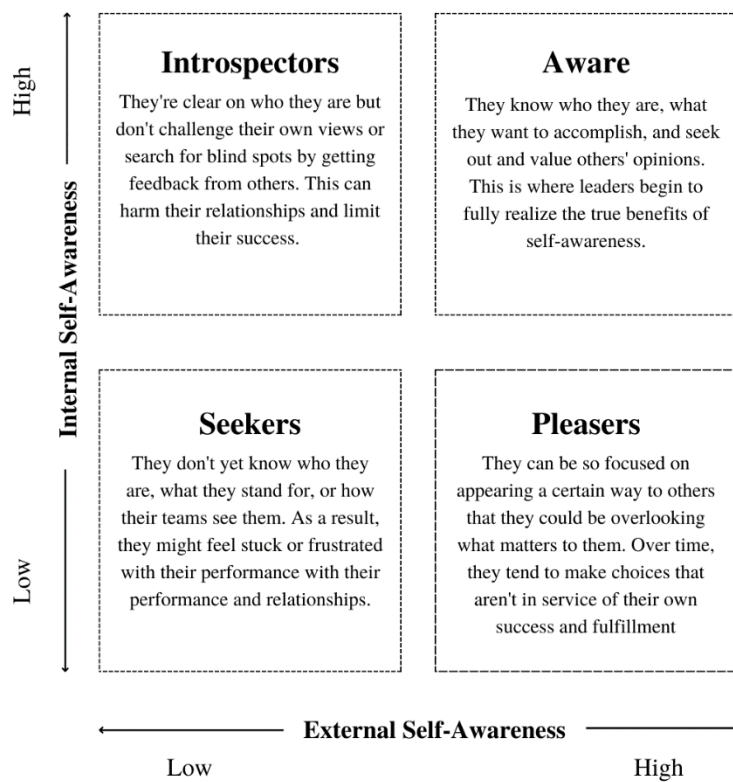 High
Internal Self-Awareness
Low
Introspectors
They're clear on who they are but
don't challenge their own views or
search for blind spots by getting
feedback from others. This can
harm their relationships and limit
their success.
Aware
They know who they are, what
they want to accomplish, and seek
out and value others' opinions.
This is where leaders begin to
fully realize the true benefits of
self-awareness.
Seekers
They don't yet know who they
are, what they stand for, or how
their teams see them. As a result,
they might feel stuck or frustrated
with their performance with their
performance and relationships.
Pleasers
They can be so focused on
appearing a certain way to others
that they could be overlooking
what matters to them. Over time,
they tend to make choices that
aren't in service of their own
success and fulfillment
External Self-Awareness
Low
High